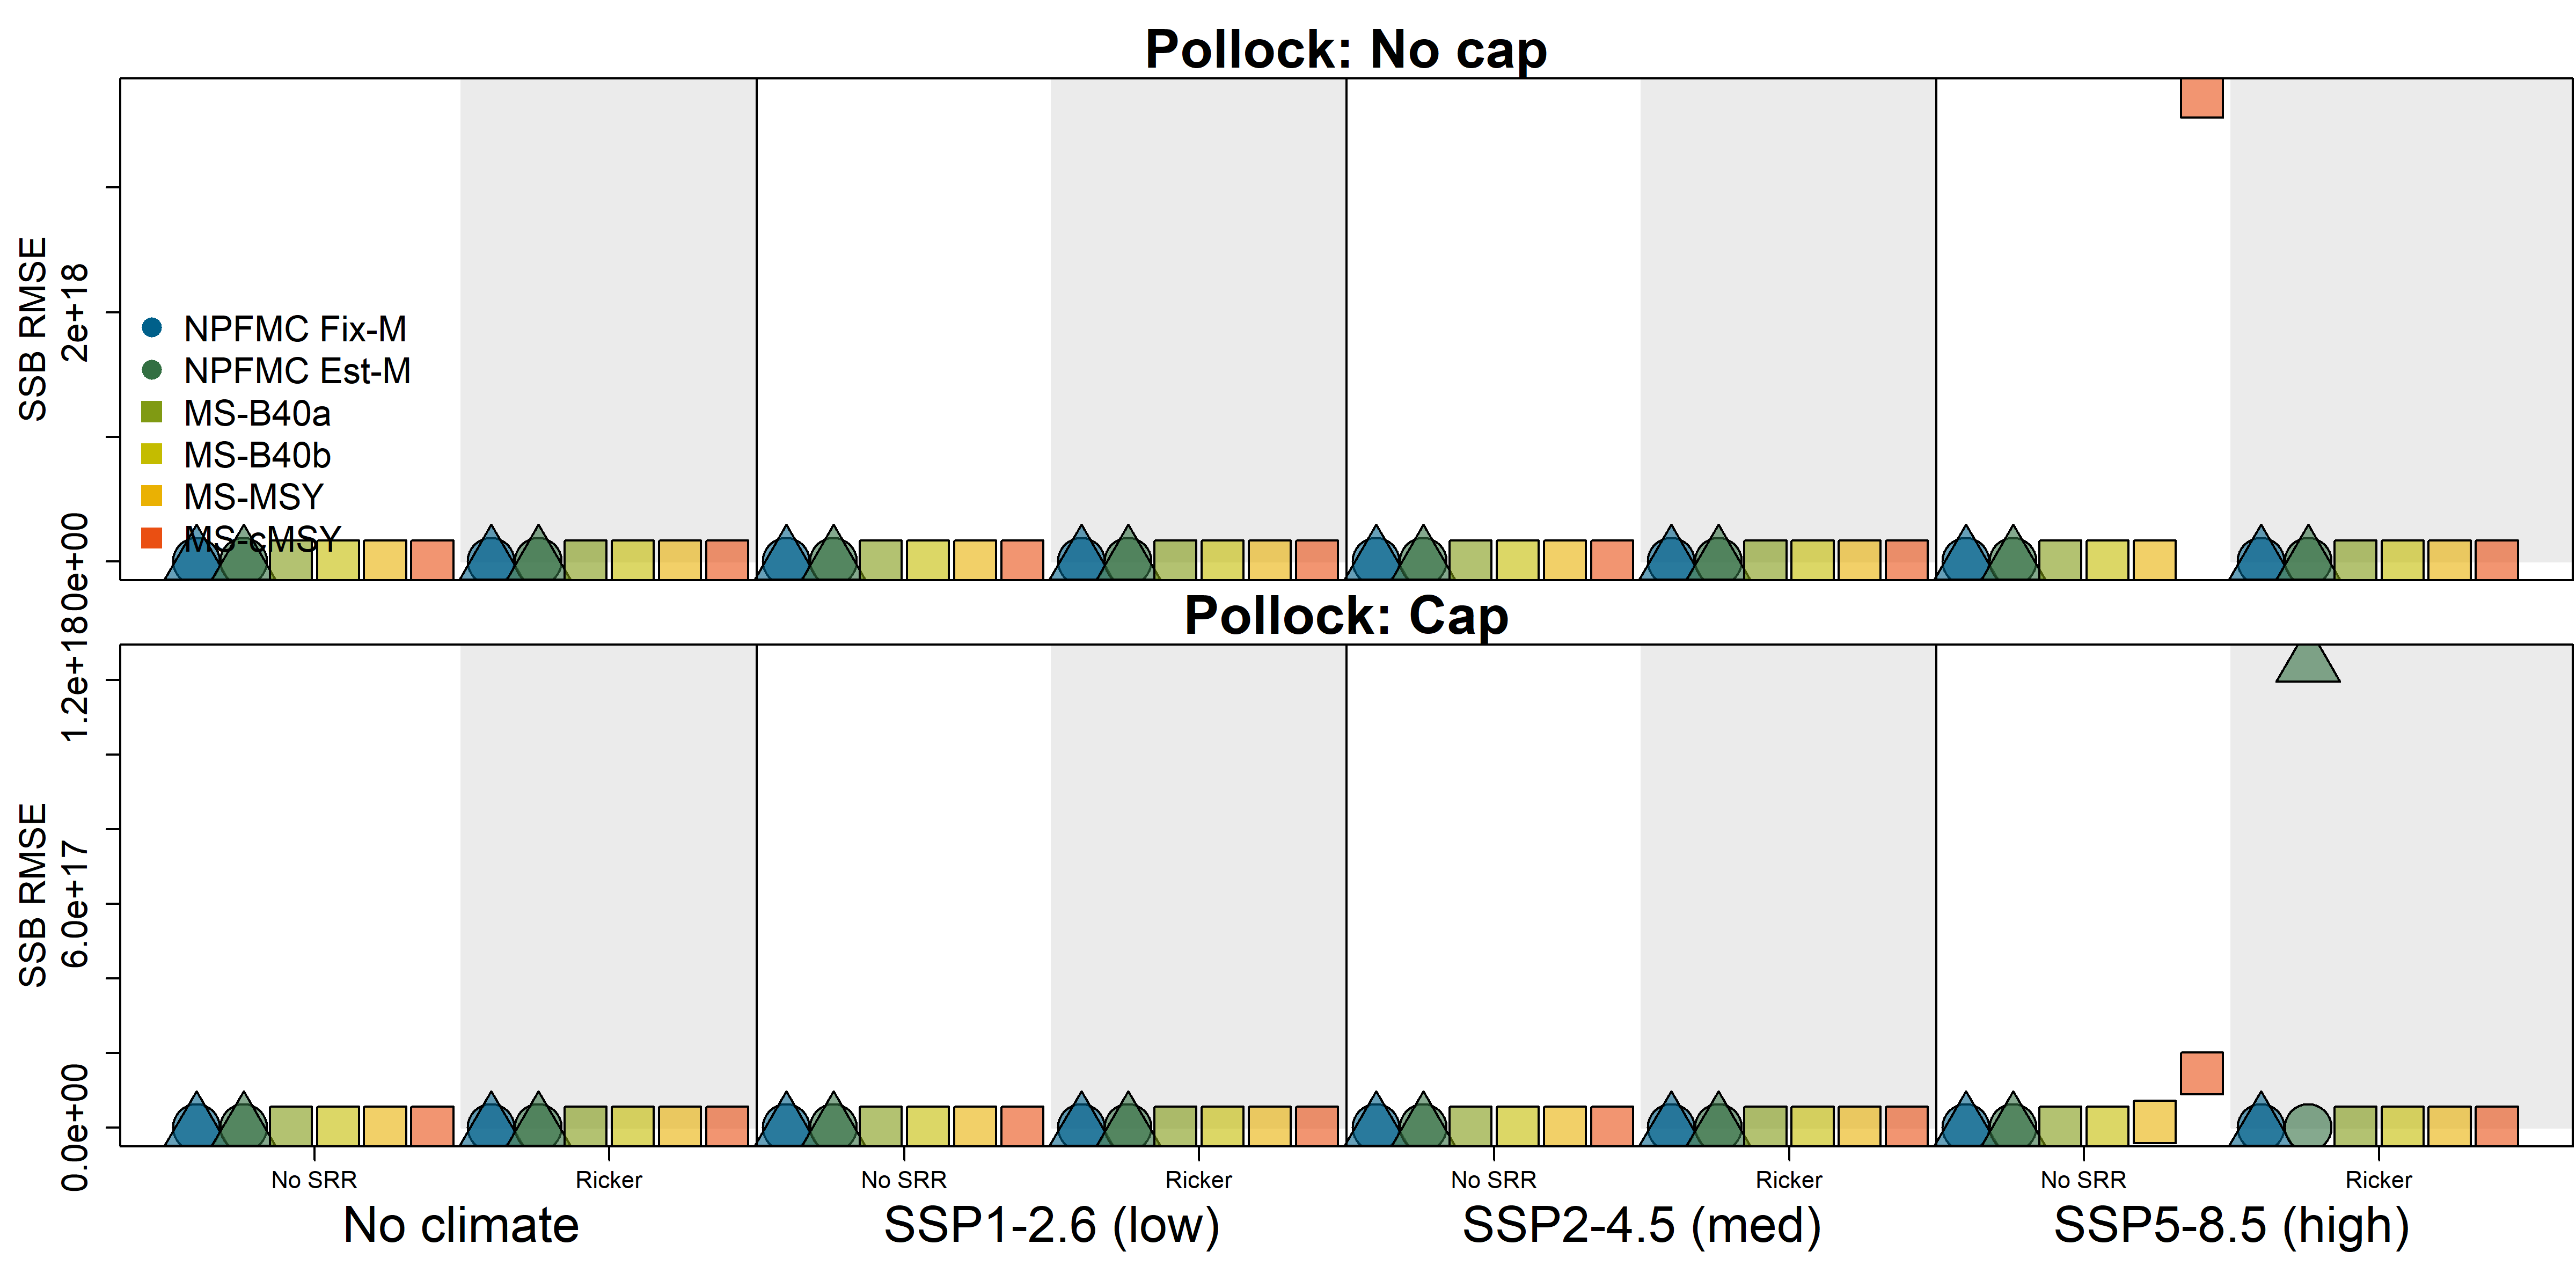 Pollock: No cap
SSB RMSE
2e+18
0e+00
NPFMC Fix-M
NPFMC Est-M
MS-B40a
MS-B40b
MS-MSY
MS-cMSY
Pollock: Cap
SSB RMSE
1.2e+18
6.0e+17
0.0e+00
No SRR
Ricker
No SRR
Ricker
No SRR
Ricker
No SRR
Ricker
No climate
SSP1-2.6 (low)
SSP2-4.5 (med)
SSP5-8.5 (high)